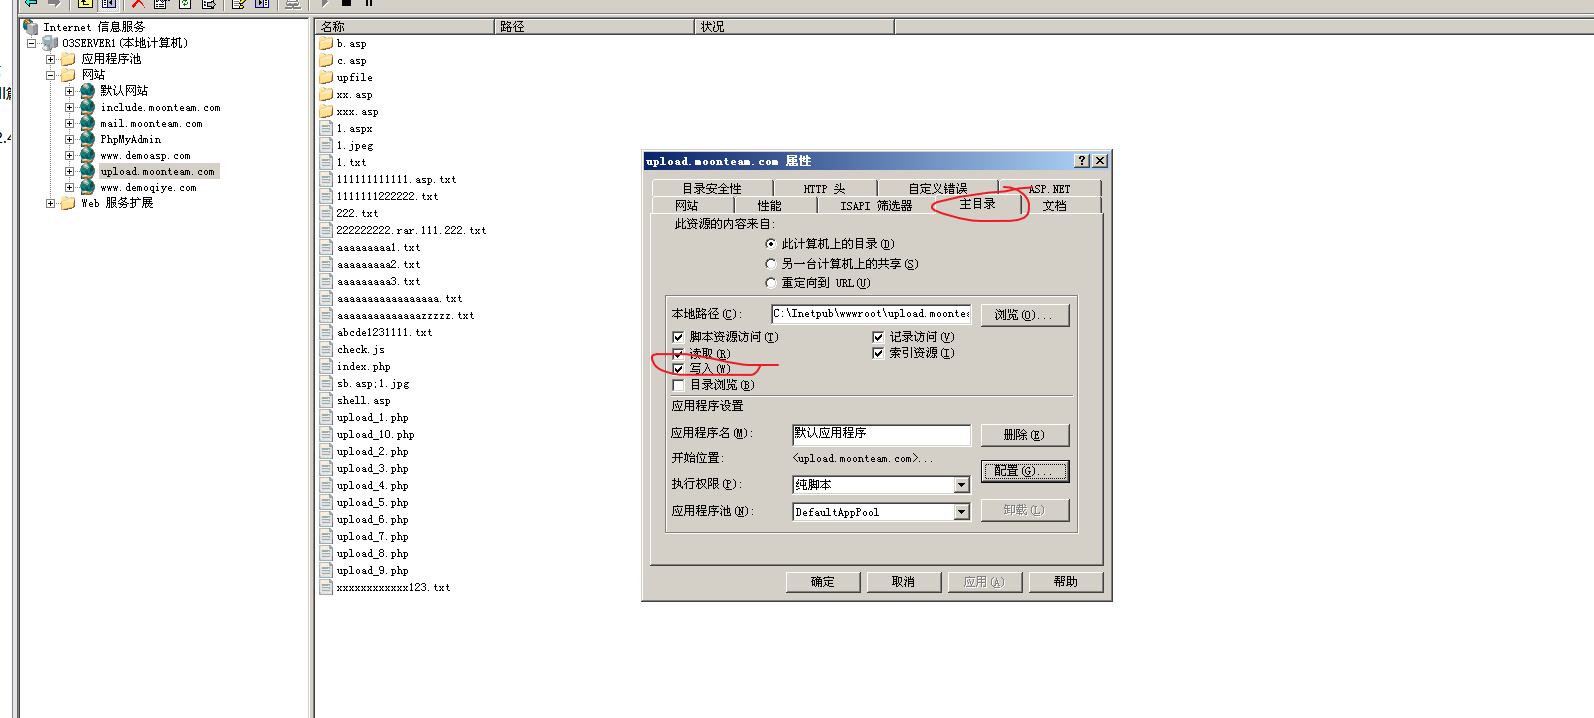 Internet 信息服务
03SERVER1(本地计算机)
应用程序池
网站
默认网站
include.moonteam.com
mail.moonteam.com
PhpMyAdmin
www.demoasp.com
upload.moonteam.com
www.demoqiye.com
Web 服务扩展
名称 路径 状况
b.asp
c.asp
upfile
xx.asp
xxx.asp
1.aspx
1.jpeg
1.txt
111111111111.asp.txt
1111111222222.txt
222.txt
222222222.rar.111.222.txt
aaaaaaaaa1.txt
aaaaaaaaa2.txt
aaaaaaaaa3.txt
aaaaaaaaaaaaaaaaa.txt
aaaaaaaaaaaaaazzzzz.txt
abcde1231111.txt
check.js
index.php
sb.asp;1.jpg
shell.asp
upload_1.php
upload_10.php
upload_2.php
upload_3.php
upload_4.php
upload_5.php
upload_6.php
upload_7.php
upload_8.php
upload_9.php
xxxxxxxxxxxx123.txt
upload.moonteam.com 属性
目录安全性 HTTP 头 自定义错误 ASP.NET
网站 性能 ISAPI 筛选器 主目录 文档
此资源的内容来自:
此计算机上的目录(D)
另一台计算机上的共享(S)
重定向到 URL(U)
本地路径(C): C:\Inetpub\wwwroot\upload.moontea 浏览(O)...
脚本资源访问(T) 记录访问(V)
读取(R) 索引资源(I)
写入(W)
目录浏览(B)
应用程序设置
应用程序名(M): 默认应用程序 删除(E)
开始位置: <upload.moonteam.com>...
配置(G)...
执行权限(P): 纯脚本
应用程序池(N): DefaultAppPool 卸载(L)
确定 取消 应用(A) 帮助